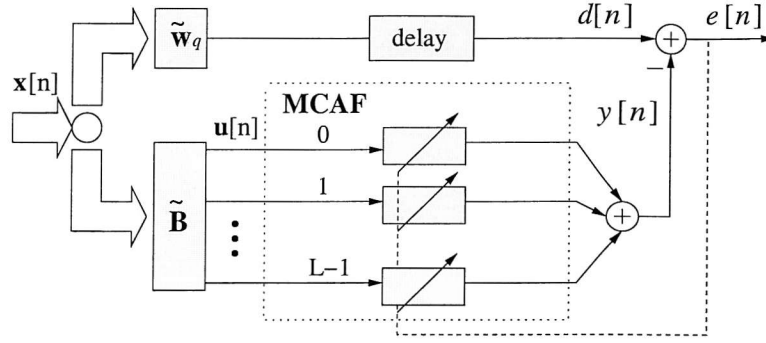 w̃q
delay
d[n]
+
e[n]
−
x[n]
MCAF
y[n]
u[n]
0
1
B̃
+
L−1